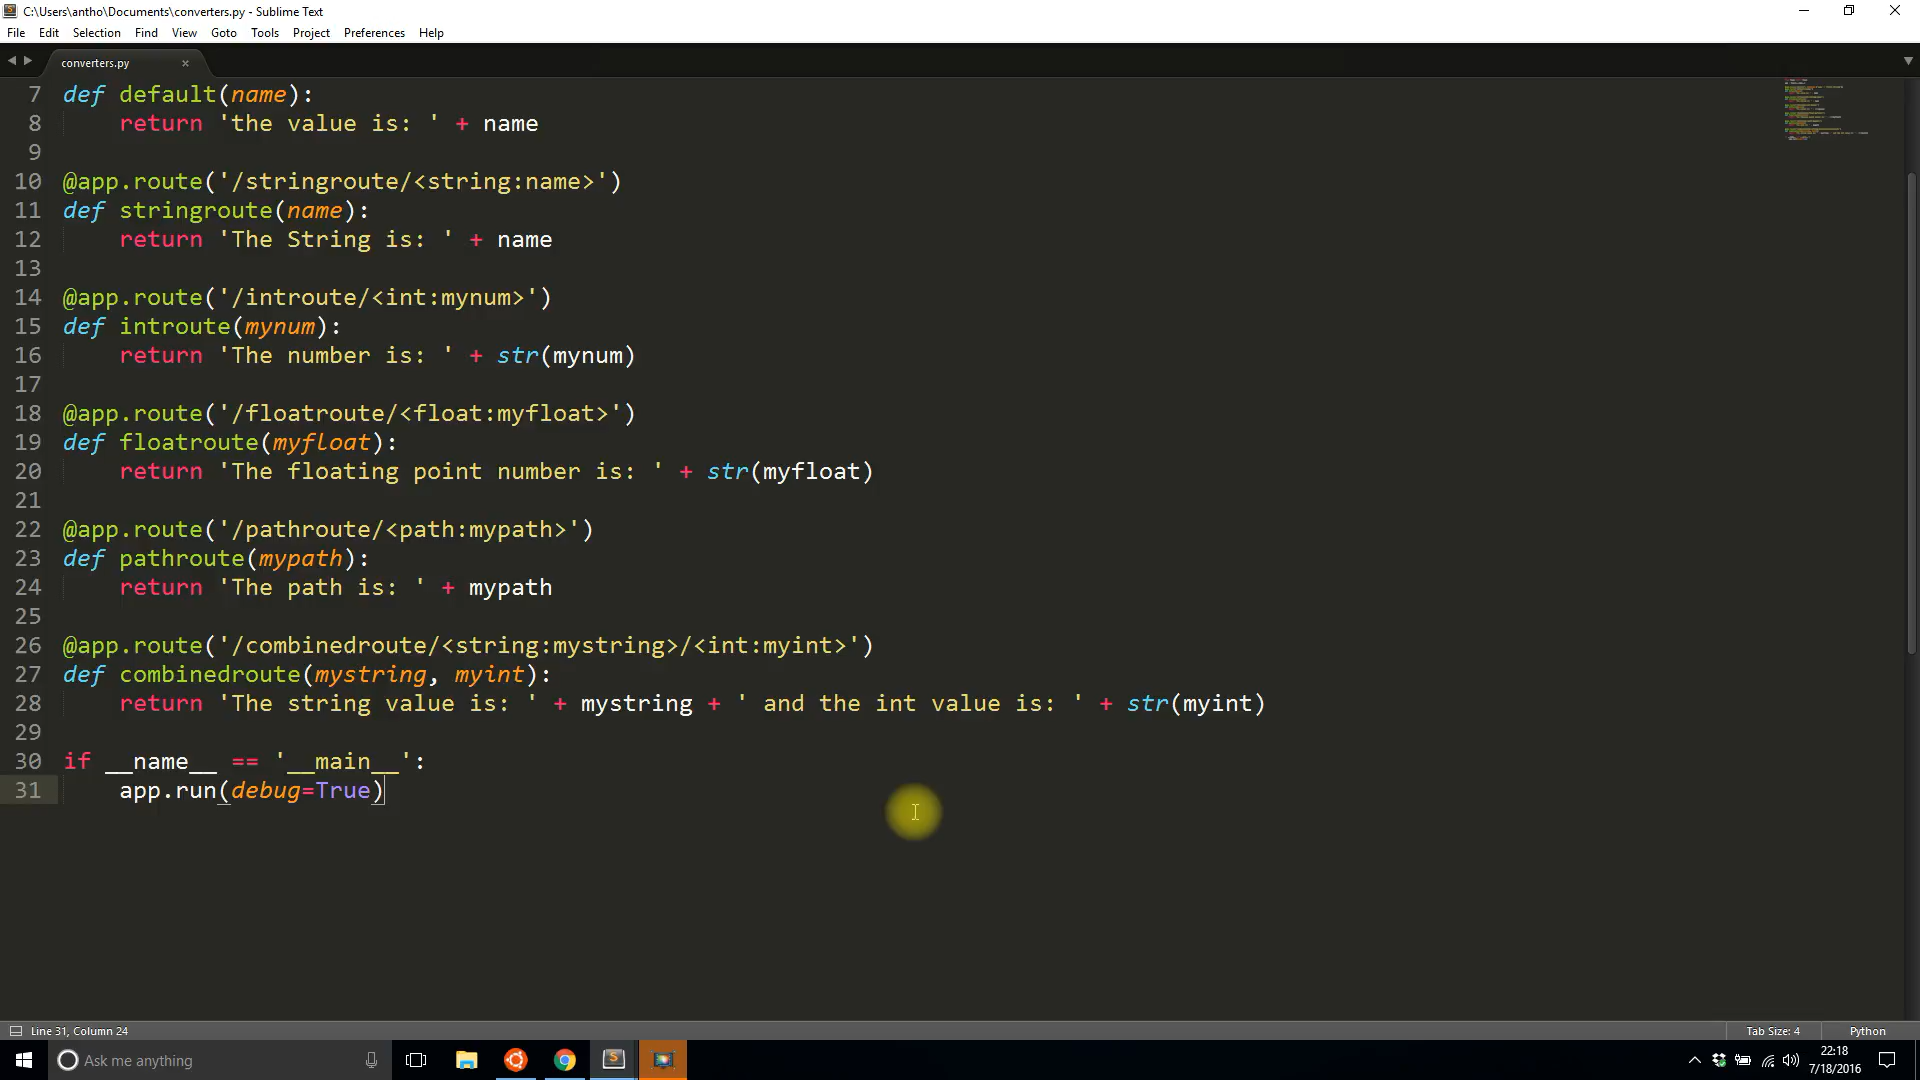 C:\Users\antho\Documents\converters.py - Sublime Text
File Edit Selection Find View Goto Tools Project Preferences Help
converters.py ×
7 def default(name):
8     return 'the value is: ' + name
9
10 @app.route('/stringroute/<string:name>')
11 def stringroute(name):
12     return 'The String is: ' + name
13
14 @app.route('/introute/<int:mynum>')
15 def introute(mynum):
16     return 'The number is: ' + str(mynum)
17
18 @app.route('/floatroute/<float:myfloat>')
19 def floatroute(myfloat):
20     return 'The floating point number is: ' + str(myfloat)
21
22 @app.route('/pathroute/<path:mypath>')
23 def pathroute(mypath):
24     return 'The path is: ' + mypath
25
26 @app.route('/combinedroute/<string:mystring>/<int:myint>')
27 def combinedroute(mystring, myint):
28     return 'The string value is: ' + mystring + ' and the int value is: ' + str(myint)
29
30 if __name__ == '__main__':
31     app.run(debug=True)
Line 31, Column 24 Tab Size: 4 Python
Ask me anything
22:18
7/18/2016